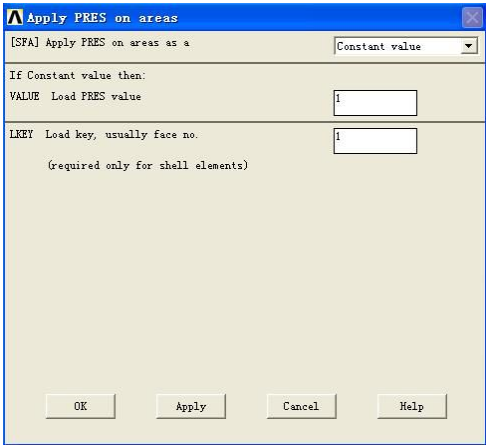 Apply PRES on areas
[SFA] Apply PRES on areas as a
Constant value
If Constant value then:
VALUE Load PRES value
1
LKEY Load key, usually face no.
1
(required only for shell elements)
OK
Apply
Cancel
Help